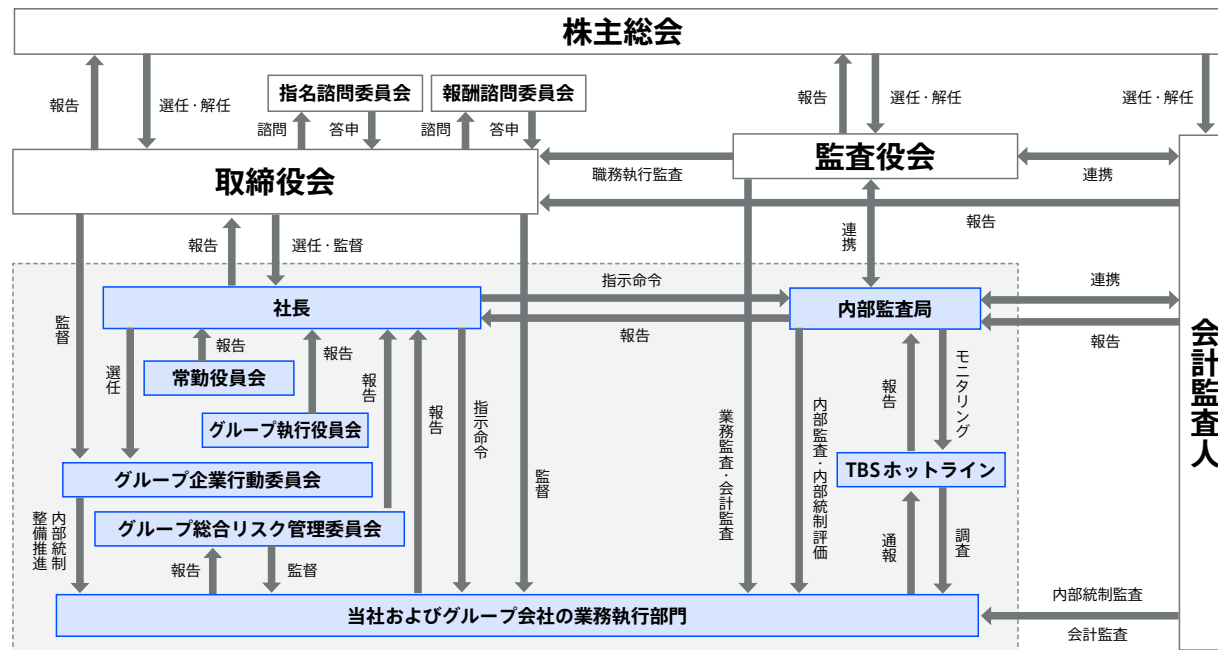 株主総会
報告
選任・解任
指名諮問委員会
報酬諮問委員会
報告
選任・解任
選任・解任
諮問
答申
諮問
答申
取締役会
監査役会
職務執行監査
連携
報告
報告
選任・監督
連携
指示命令
連携
社長
内部監査局
報告
報告
監督
選任
報告
常勤役員会
報告
グループ執行役員会
報告
報告
指示命令
監督
業務監査・会計監査
内部監査・内部統制評価
報告
モニタリング
会計監査人
グループ企業行動委員会
TBSホットライン
内部統制
整備推進
グループ総合リスク管理委員会
報告
監督
通報
調査
内部統制監査
当社およびグループ会社の業務執行部門
会計監査